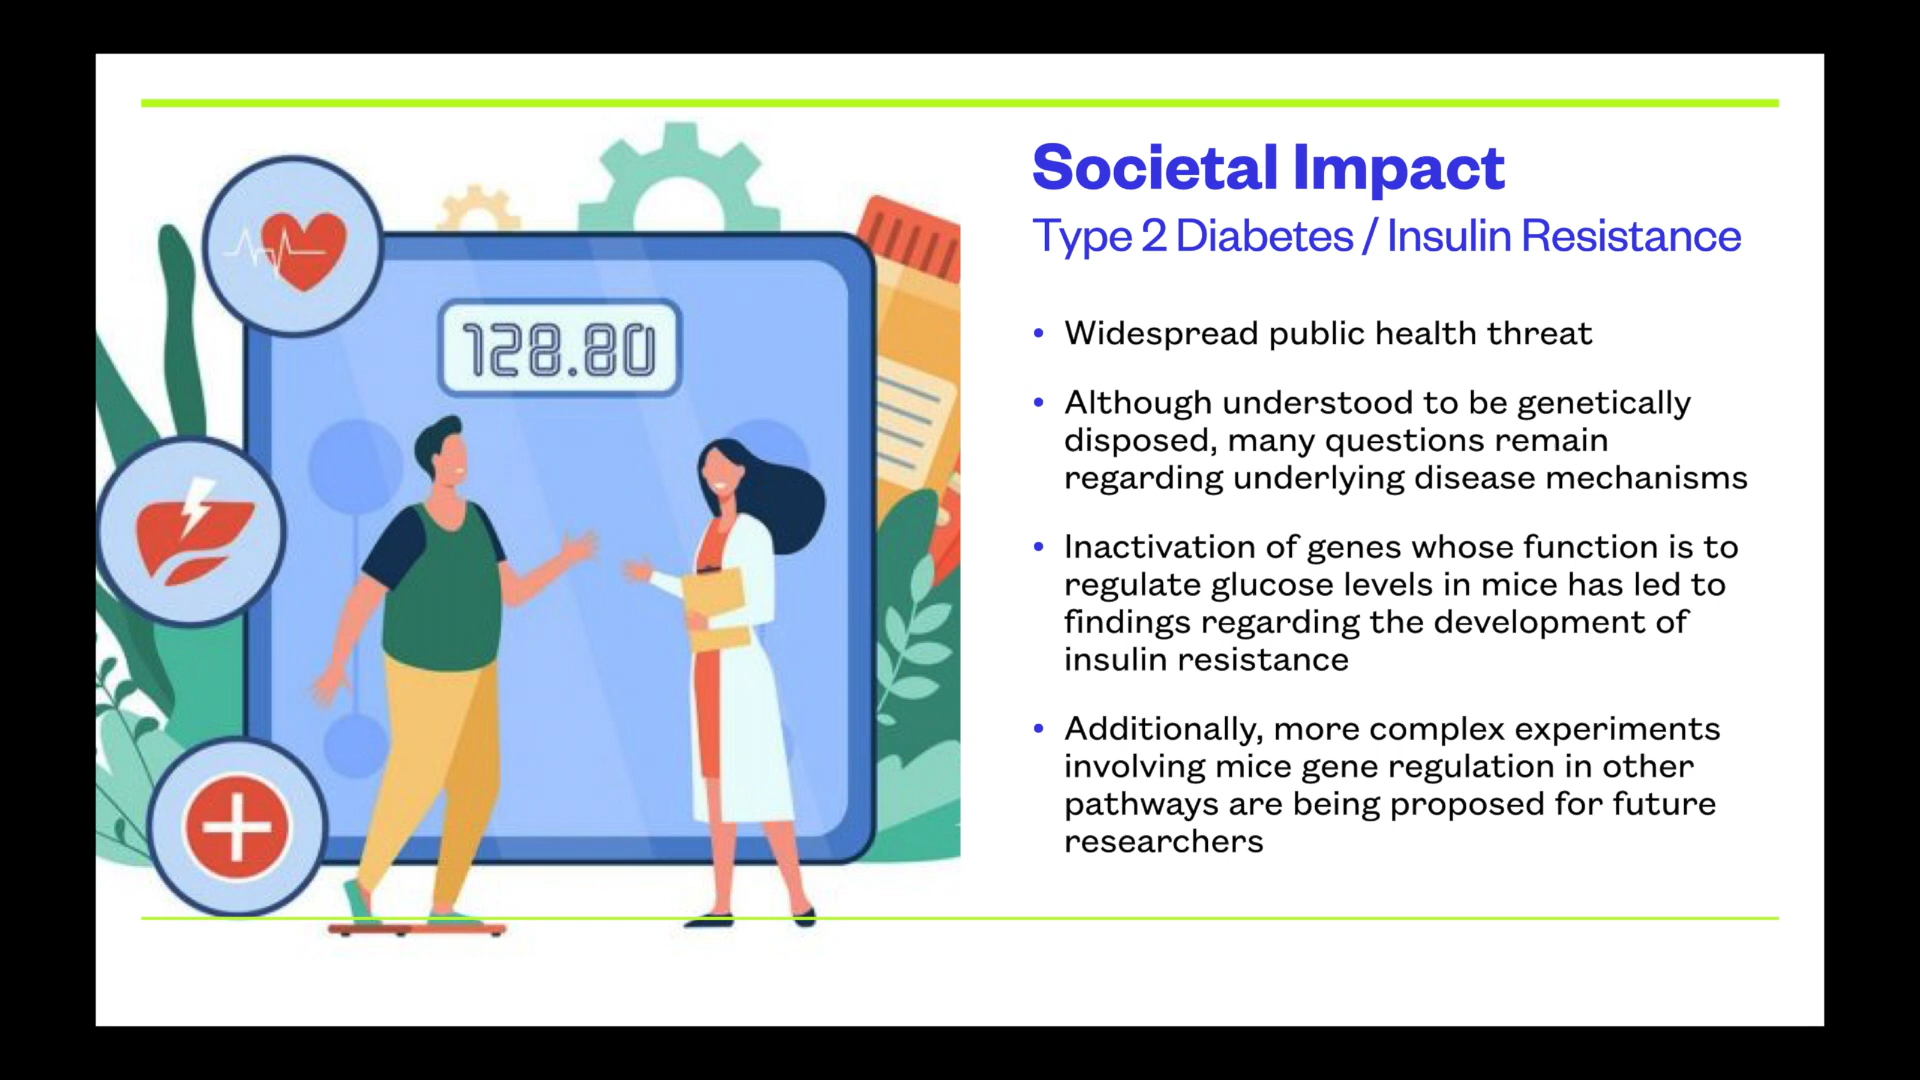 128.80
Societal Impact
Type 2 Diabetes / Insulin Resistance
• Widespread public health threat
• Although understood to be genetically
disposed, many questions remain
regarding underlying disease mechanisms
• Inactivation of genes whose function is to
regulate glucose levels in mice has led to
findings regarding the development of
insulin resistance
• Additionally, more complex experiments
involving mice gene regulation in other
pathways are being proposed for future
researchers